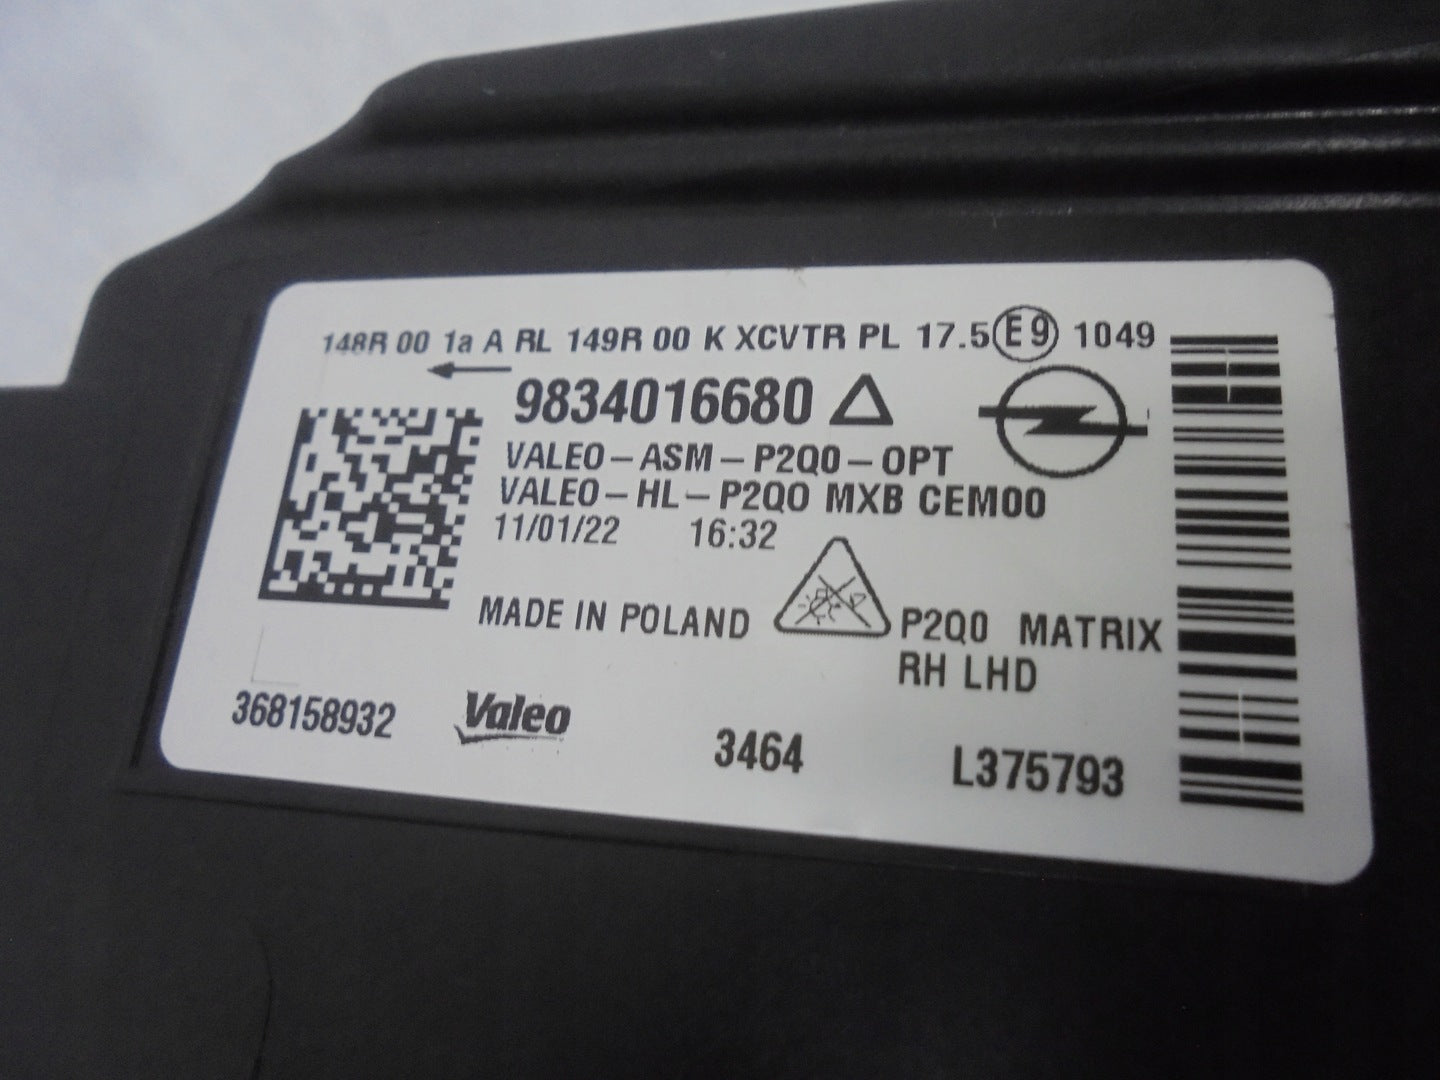 148R 00 1a A RL 149R 00 K XCVTR PL 17.5 E9 1049
9834016680
VALEO-ASM-P2Q0-OPT
VALEO-HL-P2Q0 MXB CEM00
11/01/22 16:32
MADE IN POLAND
P2Q0 MATRIX
RH LHD
368158932
Valeo
3464
L375793